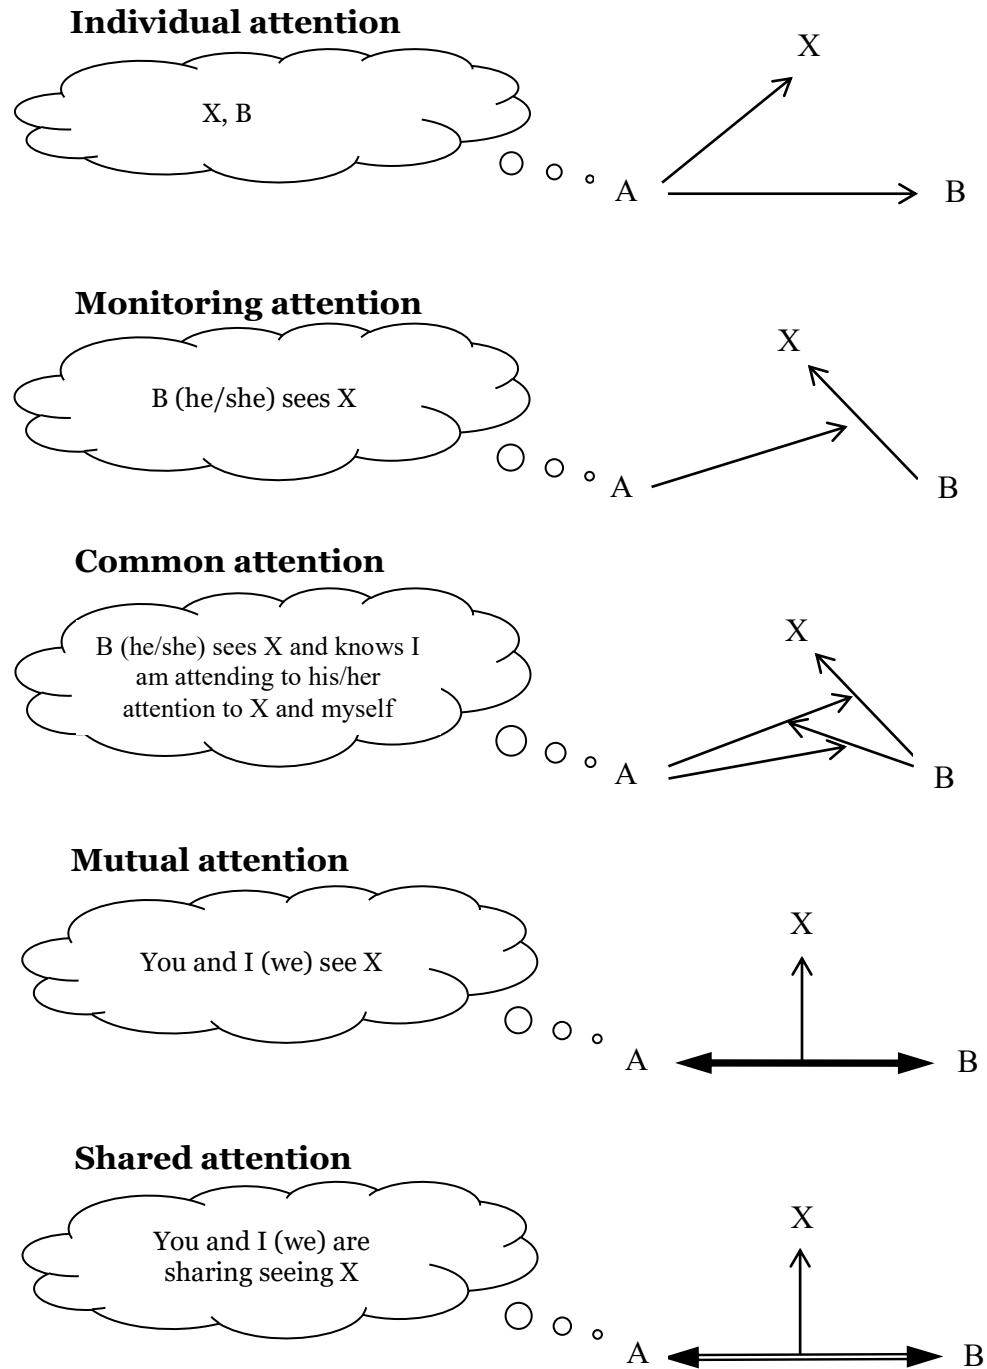 Individual attention
X
X, B
A
B
Monitoring attention
X
B (he/she) sees X
A
B
Common attention
X
B (he/she) sees X and knows I
am attending to his/her
attention to X and myself
A
B
Mutual attention
X
You and I (we) see X
A
B
Shared attention
X
You and I (we) are
sharing seeing X
A
B